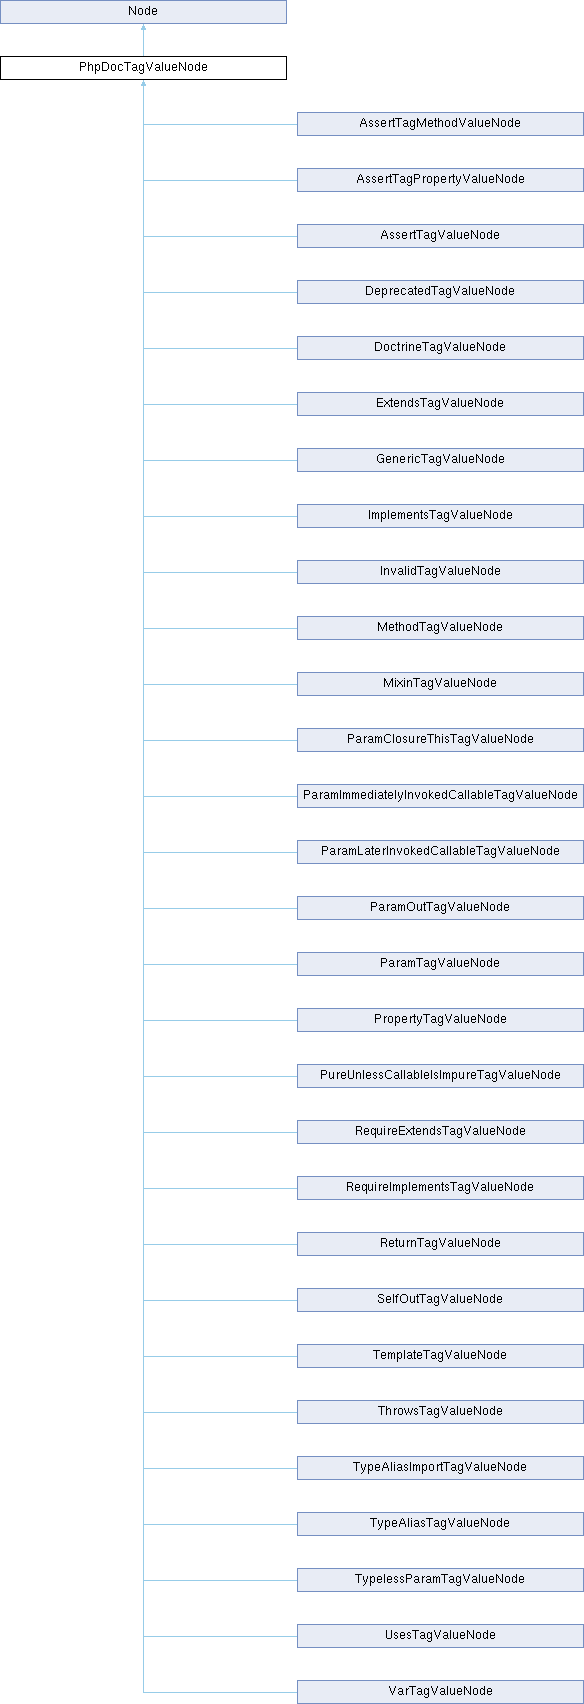 Node
PhpDocTagValueNode
AssertTagMethodValueNode
AssertTagPropertyValueNode
AssertTagValueNode
DeprecatedTagValueNode
DoctrineTagValueNode
ExtendsTagValueNode
GenericTagValueNode
ImplementsTagValueNode
InvalidTagValueNode
MethodTagValueNode
MixinTagValueNode
ParamClosureThisTagValueNode
ParamImmediatelyInvokedCallableTagValueNode
ParamLaterInvokedCallableTagValueNode
ParamOutTagValueNode
ParamTagValueNode
PropertyTagValueNode
PureUnlessCallableIsImpureTagValueNode
RequireExtendsTagValueNode
RequireImplementsTagValueNode
ReturnTagValueNode
SelfOutTagValueNode
TemplateTagValueNode
ThrowsTagValueNode
TypeAliasImportTagValueNode
TypeAliasTagValueNode
TypelessParamTagValueNode
UsesTagValueNode
VarTagValueNode